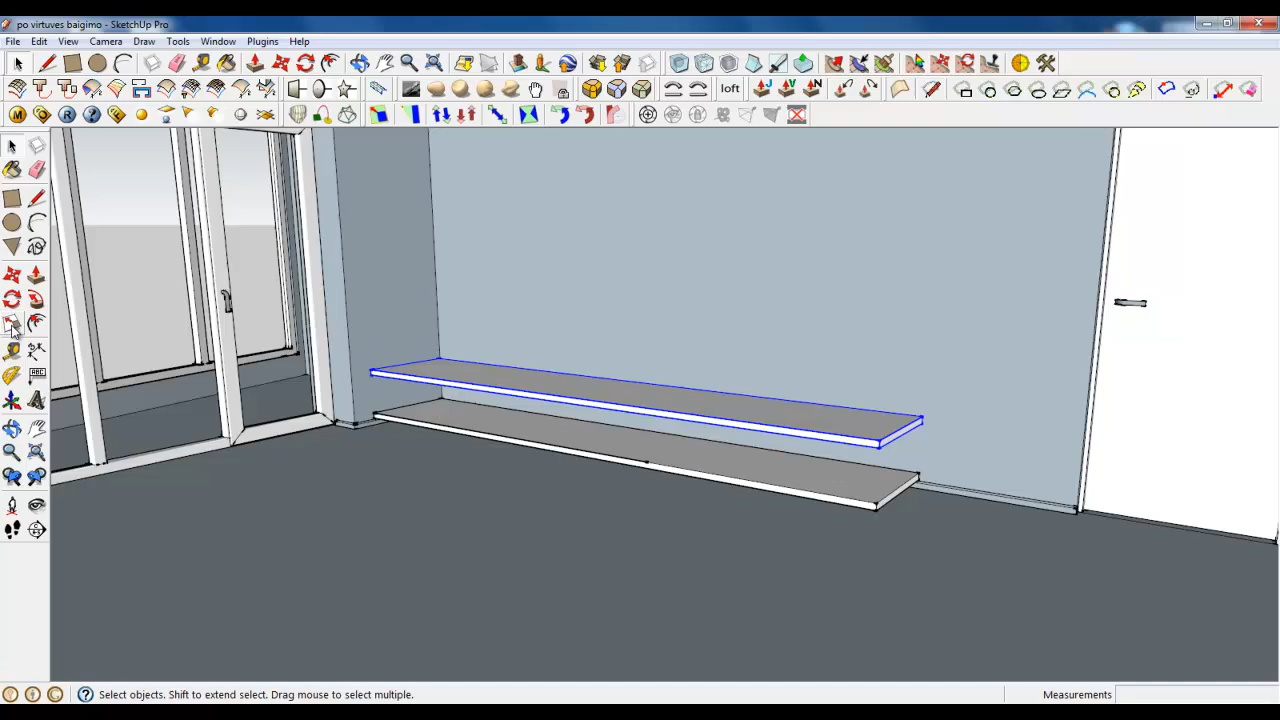 po virtuves baigimo - SketchUp Pro
File Edit View Camera Draw Tools Window Plugins Help
loft
M R ? 
ABC
Select objects. Shift to extend select. Drag mouse to select multiple.
Measurements